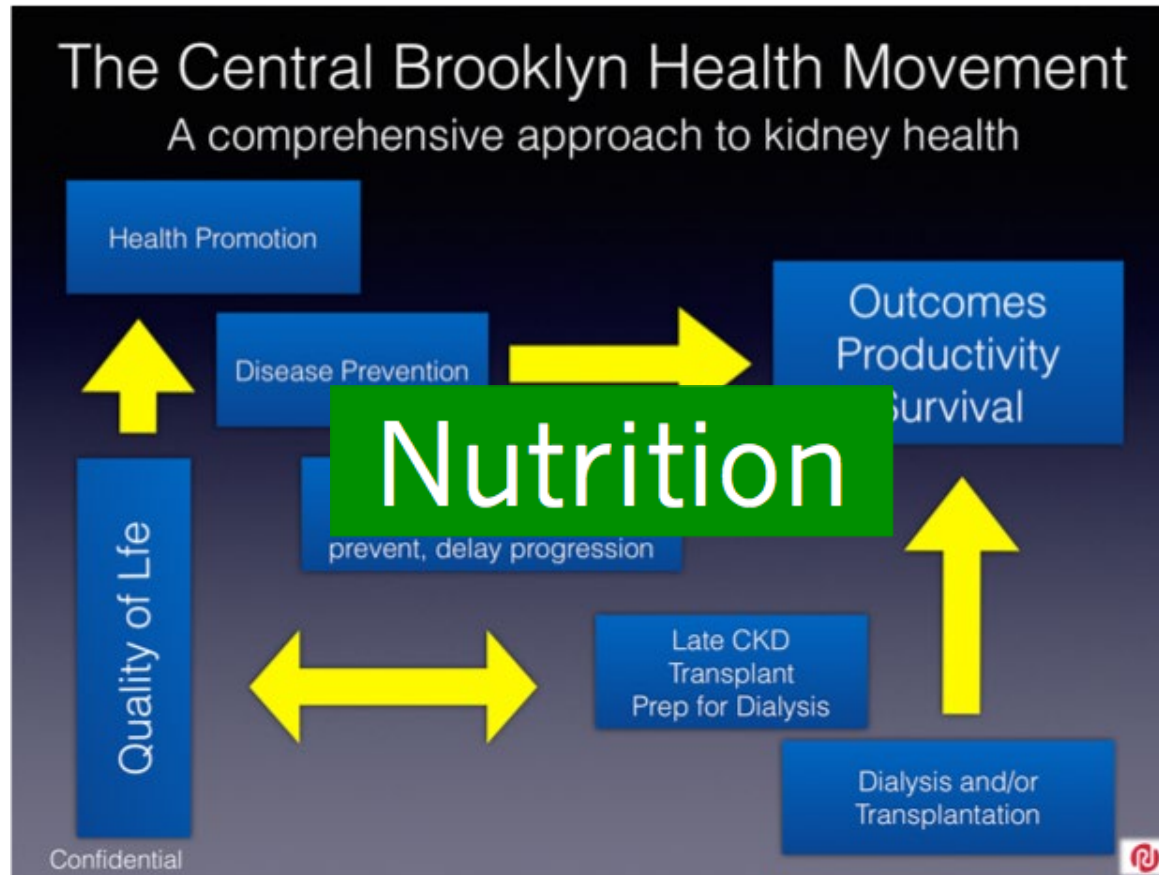 The Central Brooklyn Health Movement
A comprehensive approach to kidney health
Health Promotion
Disease Prevention
Outcomes
Productivity
Survival
Nutrition
prevent, delay progression
Quality of Lfe
Late CKD
Transplant
Prep for Dialysis
Dialysis and/or
Transplantation
Confidential